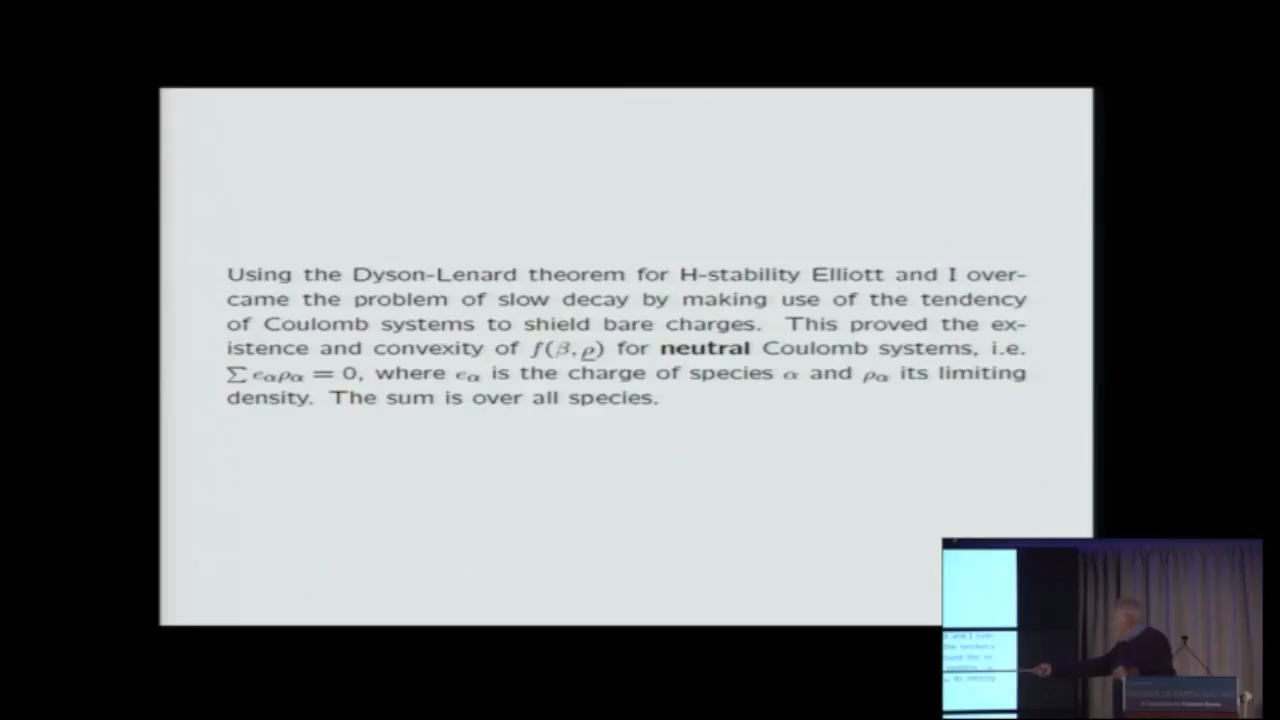 Using the Dyson-Lenard theorem for H-stability Elliott and I over-
came the problem of slow decay by making use of the tendency
of Coulomb systems to shield bare charges. This proved the ex-
istence and convexity of f(β, ρ) for neutral Coulomb systems, i.e.
∑ eαρα = 0, where eα is the charge of species α and ρα its limiting
density. The sum is over all species.